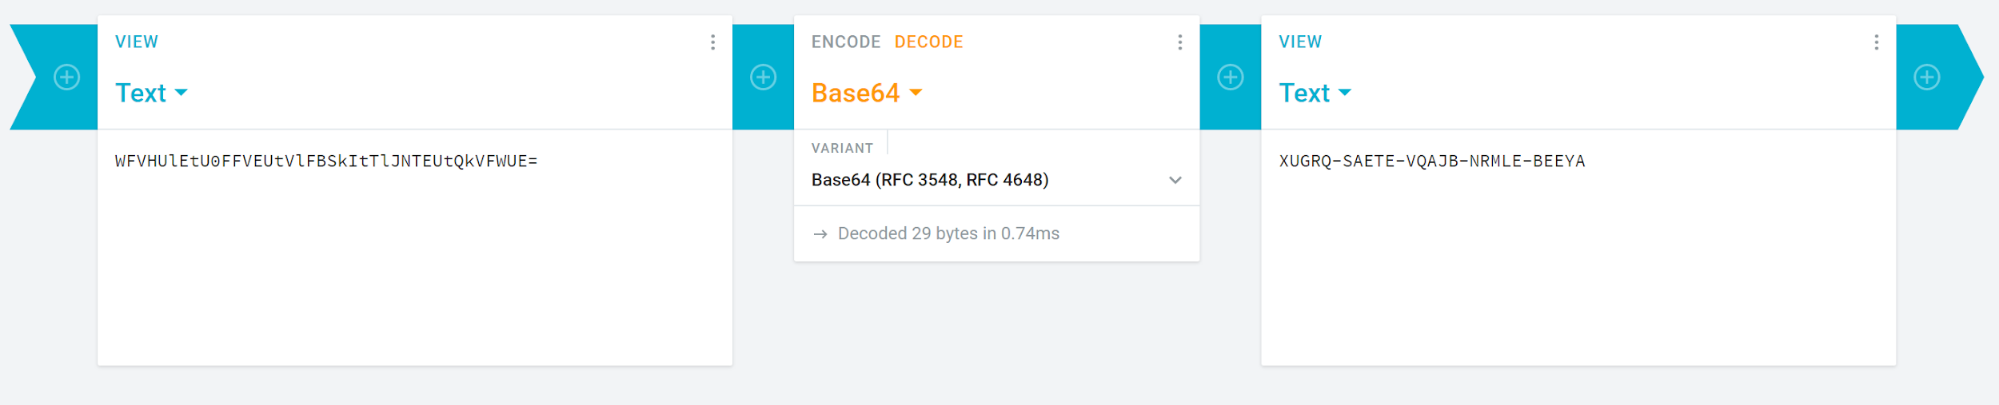 VIEW
Text
WFVHUlEtU0FFVEUtVlFBSkItTlJNTEUtQkVFWUE=
ENCODE DECODE
Base64
VARIANT
Base64 (RFC 3548, RFC 4648)
→ Decoded 29 bytes in 0.74ms
VIEW
Text
XUGRQ-SAETE-VQAJB-NRMLE-BEEYA